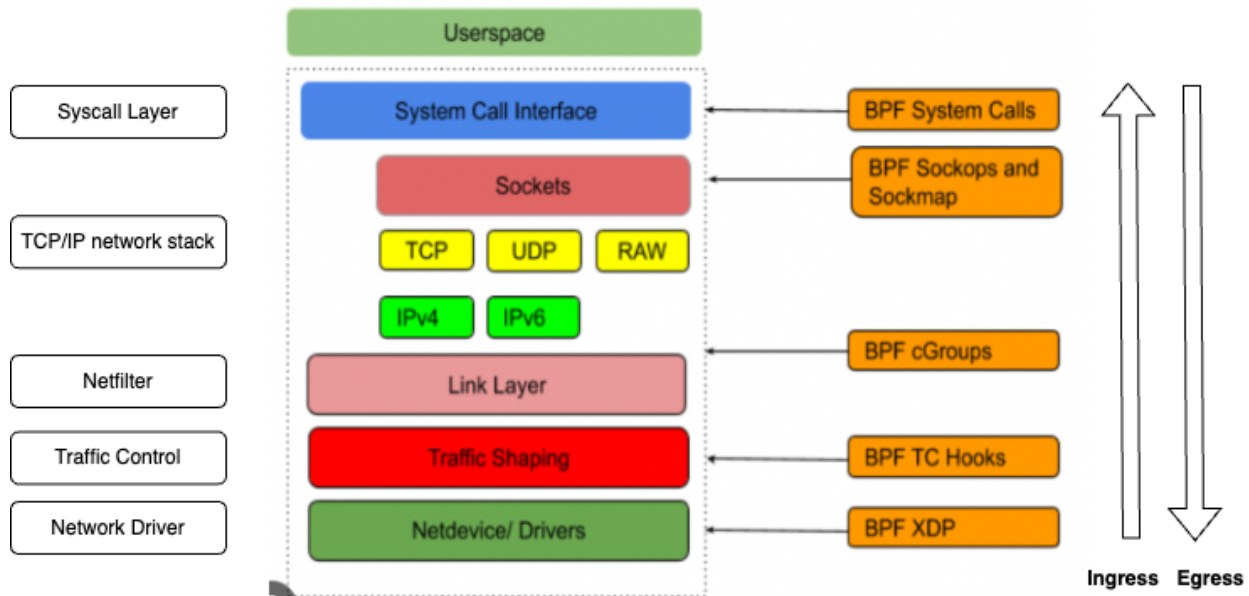 Userspace
Syscall Layer
System Call Interface
BPF System Calls
Sockets
BPF Sockops and
Sockmap
TCP/IP network stack
TCP
UDP
RAW
IPv4
IPv6
BPF cGroups
Netfilter
Link Layer
Traffic Control
Traffic Shaping
BPF TC Hooks
Network Driver
Netdevice/ Drivers
BPF XDP
Ingress
Egress